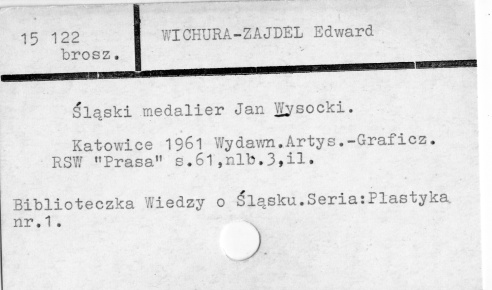 15 122
brosz.
WICHURA-ZAJDEL Edward
Śląski medalier Jan Wysocki.
Katowice 1961 Wydawn.Artys.-Graficz.
RSW "Prasa" s.61,nlb.3,il.
Biblioteczka Wiedzy o Śląsku.Seria:Plastyka
nr.1.